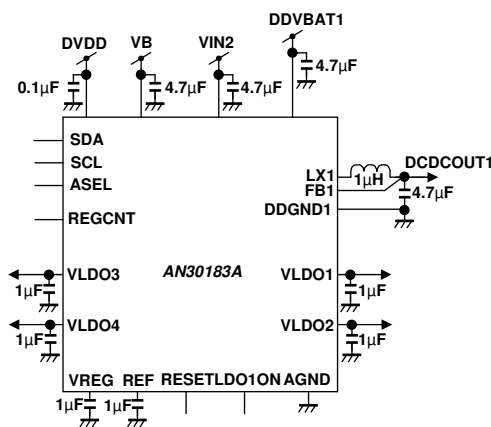 DDVBAT1
DVDD VB VIN2
0.1µF 4.7µF 4.7µF 4.7µF
SDA
SCL
ASEL
REGCNT
LX1 1µH DCDCOUT1
FB1 4.7µF
DDGND1
AN30183A
VLDO3 VLDO1
1µF 1µF
VLDO4 VLDO2
1µF 1µF
VREG REF RESET LDO1ON AGND
1µF 1µF